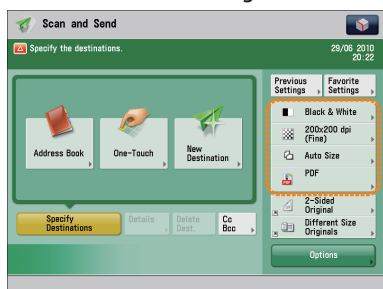 Scan and Send
Specify the destinations.
29/06 2010
20:22
Previous
Settings
Favorite
Settings
Address Book
One-Touch
New
Destination
Black & White
200x200 dpi
(Fine)
Auto Size
PDF
PDF
2-Sided
Original
Different Size
Originals
Specify
Destinations
Details
Delete
Dest.
Cc
Bcc
Options